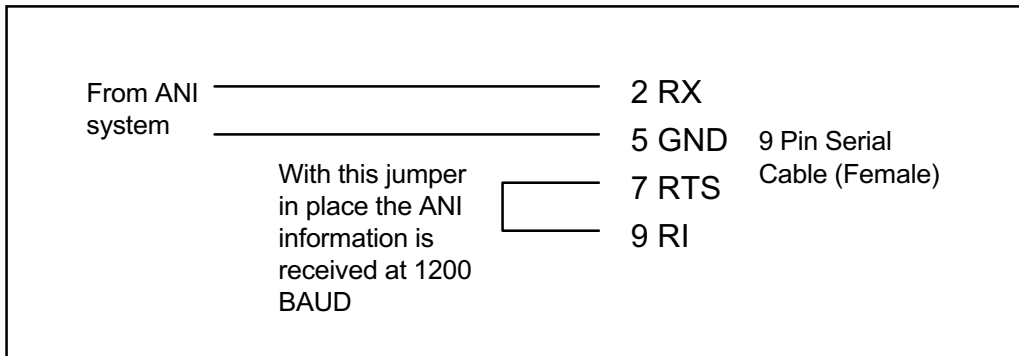 From ANI
system
2 RX
5 GND
7 RTS
9 RI
9 Pin Serial
Cable (Female)
With this jumper
in place the ANI
information is
received at 1200
BAUD